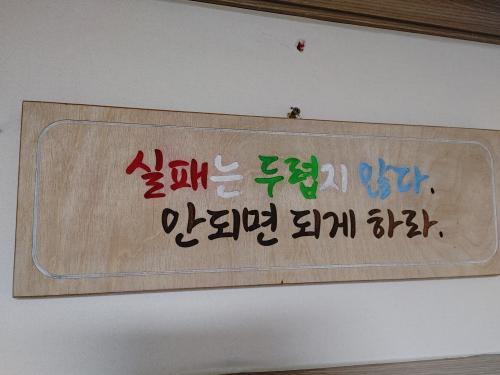 실패는 두렵지 않다.
안되면 되게 하라.